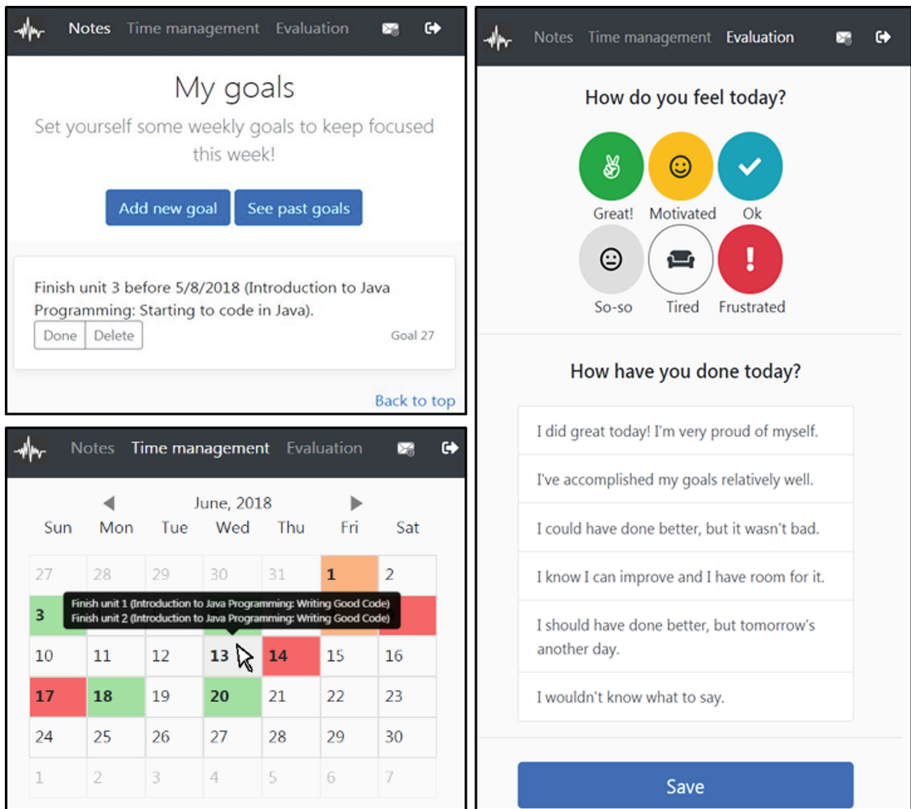 Notes Time management Evaluation
My goals
Set yourself some weekly goals to keep focused
this week!
Add new goal See past goals
Finish unit 3 before 5/8/2018 (Introduction to Java
Programming: Starting to code in Java).
Done Delete Goal 27
Back to top
Notes Time management Evaluation
June, 2018
Sun Mon Tue Wed Thu Fri Sat
27 28 29 30 31 1 2
Finish unit 1 (Introduction to Java Programming: Writing Good Code)
3
Finish unit 2 (Introduction to Java Programming: Writing Good Code)
10 11 12 13 14 15 16
17 18 19 20 21 22 23
24 25 26 27 28 29 30
1 2 3 4 5 6 7
Notes Time management Evaluation
How do you feel today?
Great! Motivated Ok
So-so Tired Frustrated
How have you done today?
I did great today! I'm very proud of myself.
I've accomplished my goals relatively well.
I could have done better, but it wasn't bad.
I know I can improve and I have room for it.
I should have done better, but tomorrow's
another day.
I wouldn't know what to say.
Save